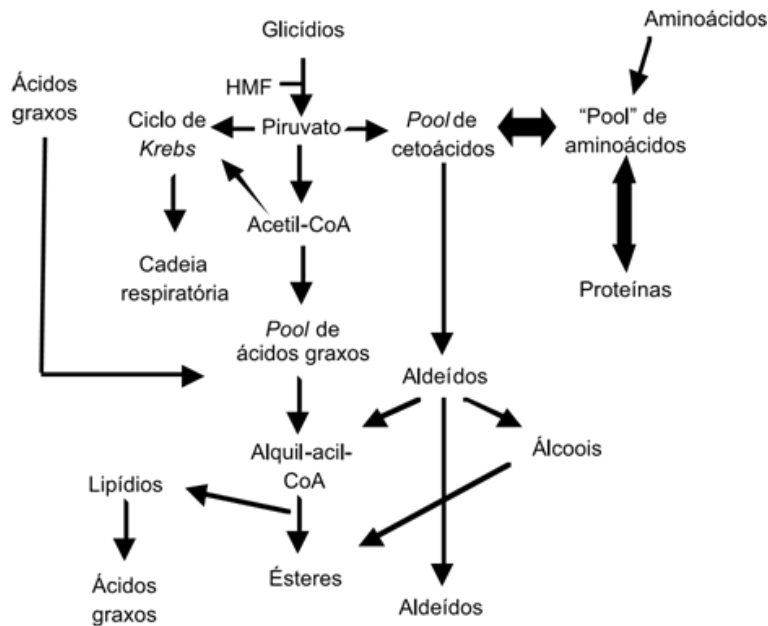 Glicídios
Aminoácidos
Ácidos
graxos
HMF
Ciclo de
Krebs
Piruvato
Pool de
cetoácidos
“Pool” de
aminoácidos
Acetil-CoA
Cadeia
respiratória
Proteínas
Pool de
ácidos graxos
Aldeídos
Alquil-acil-
CoA
Álcoois
Lipídios
Ácidos
graxos
Ésteres
Aldeídos